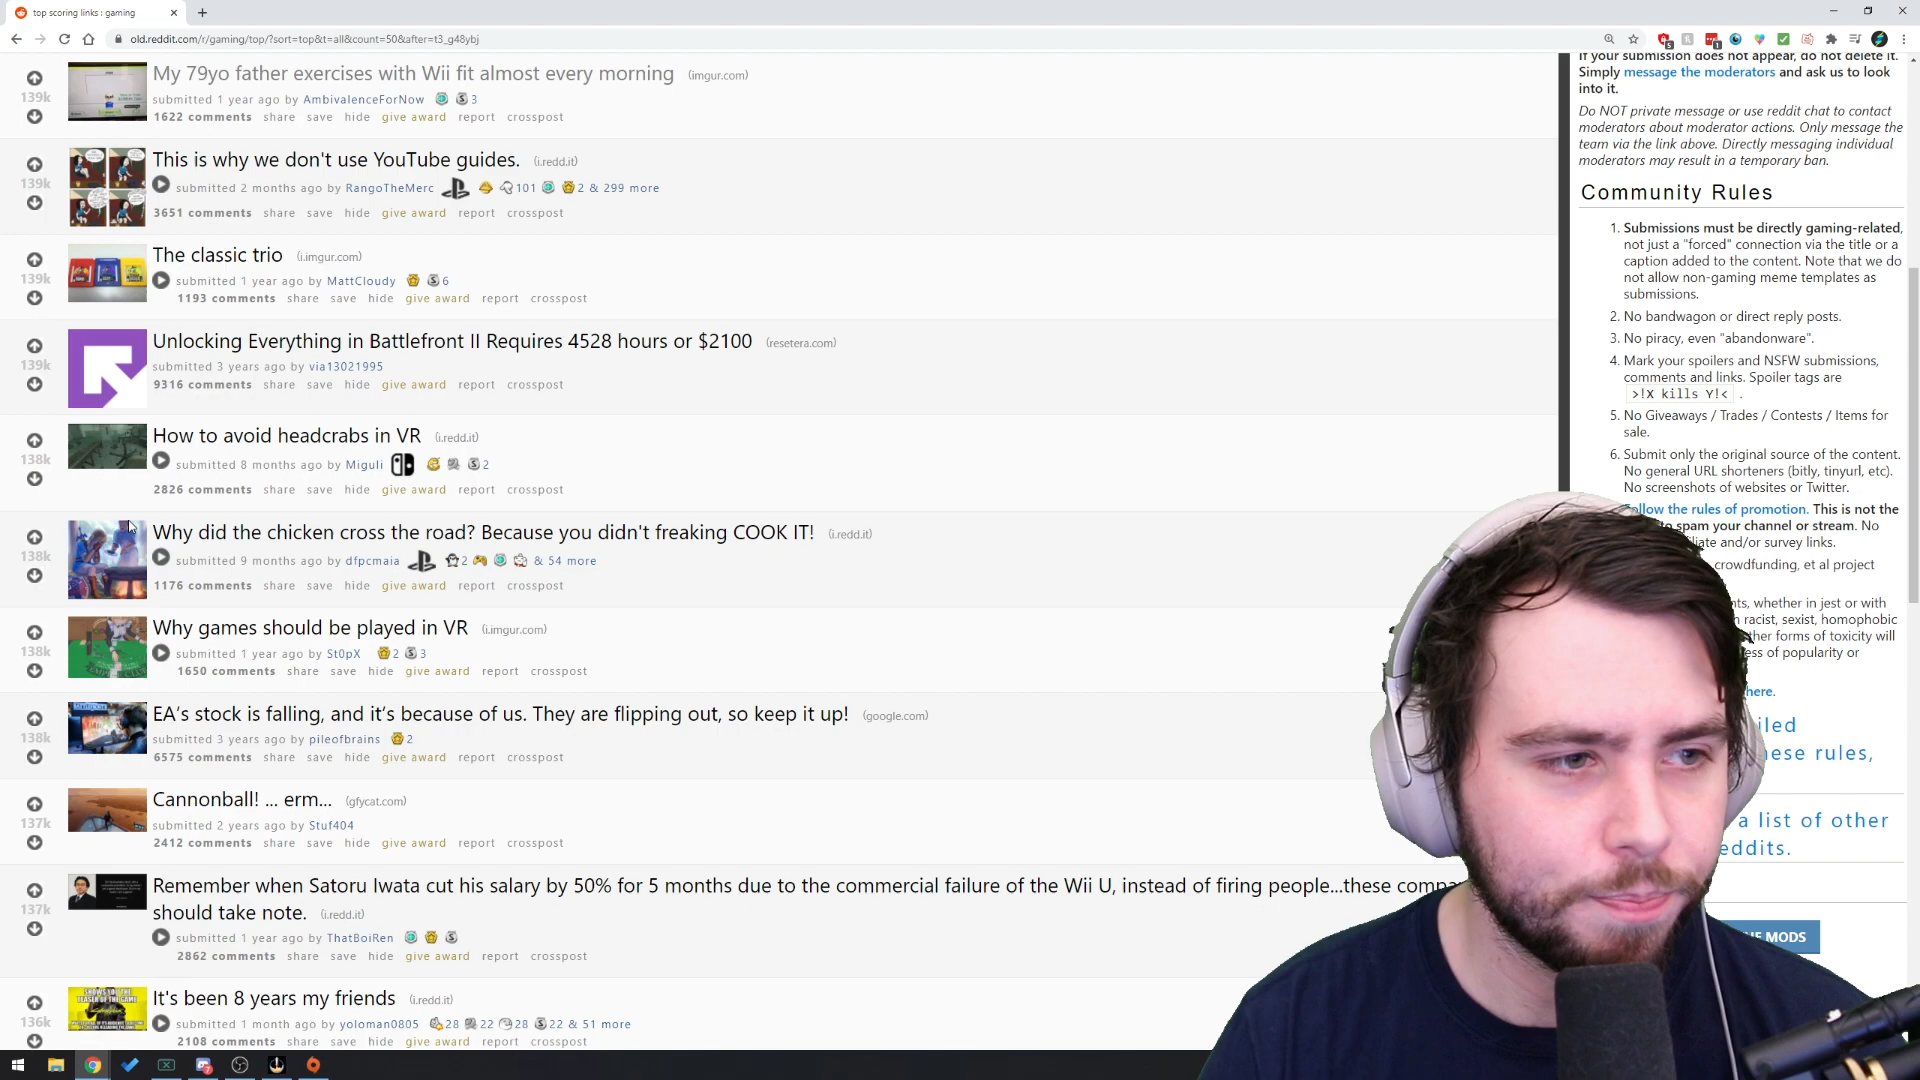 top scoring links : gaming
old.reddit.com/r/gaming/top/?sort=top&t=all&count=50&after=t3_g48ybj
139k
My 79yo father exercises with Wii fit almost every morning (imgur.com)
submitted 1 year ago by AmbivalenceForNow 3
1622 comments share save hide give award report crosspost
139k
This is why we don't use YouTube guides. (i.redd.it)
submitted 2 months ago by RangoTheMerc 101 2 & 299 more
3651 comments share save hide give award report crosspost
139k
The classic trio (i.imgur.com)
submitted 1 year ago by MattCloudy 6
1193 comments share save hide give award report crosspost
139k
Unlocking Everything in Battlefront II Requires 4528 hours or $2100 (resetera.com)
submitted 3 years ago by via13021995
9316 comments share save hide give award report crosspost
138k
How to avoid headcrabs in VR (i.redd.it)
submitted 8 months ago by Miguli 2
2826 comments share save hide give award report crosspost
138k
Why did the chicken cross the road? Because you didn't freaking COOK IT! (i.redd.it)
submitted 9 months ago by dfpcmaia 2 & 54 more
1176 comments share save hide give award report crosspost
138k
Why games should be played in VR (i.imgur.com)
submitted 1 year ago by St0pX 2 3
1650 comments share save hide give award report crosspost
138k
EA’s stock is falling, and it’s because of us. They are flipping out, so keep it up! (google.com)
submitted 3 years ago by pileofbrains 2
6575 comments share save hide give award report crosspost
137k
Cannonball! ... erm... (gfycat.com)
submitted 2 years ago by Stuf404
2412 comments share save hide give award report crosspost
137k
Remember when Satoru Iwata cut his salary by 50% for 5 months due to the commercial failure of the Wii U, instead of firing people...these
should take note. (i.redd.it)
submitted 1 year ago by ThatBoiRen
2862 comments share save hide give award report crosspost
136k
It's been 8 years my friends (i.redd.it)
submitted 1 month ago by yoloman0805 28 22 28 22 & 51 more
2108 comments share save hide give award report crosspost
If your submission does not appear, do not delete it.
Simply message the moderators and ask us to look
into it.
Do NOT private message or use reddit chat to contact
moderators about moderator actions. Only message the
team via the link above. Directly messaging individual
moderators may result in a temporary ban.
Community Rules
1. Submissions must be directly gaming-related,
not just a "forced" connection via the title or a
caption added to the content. Note that we do
not allow non-gaming meme templates as
submissions.
2. No bandwagon or direct reply posts.
3. No piracy, even "abandonware".
4. Mark your spoilers and NSFW submissions,
comments and links. Spoiler tags are
>!X kills Y!< .
5. No Giveaways / Trades / Contests / Items for
sale.
6. Submit only the original source of the content.
No general URL shorteners (bitly, tinyurl, etc).
No screenshots of websites or Twitter.
the rules of promotion. This is not the
to spam your channel or stream. No
and/or survey links.
crowdfunding, et al project
whether in jest or with
racist, sexist, homophobic
forms of toxicity will
of popularity or
here.
rules,
a list of other
MODS